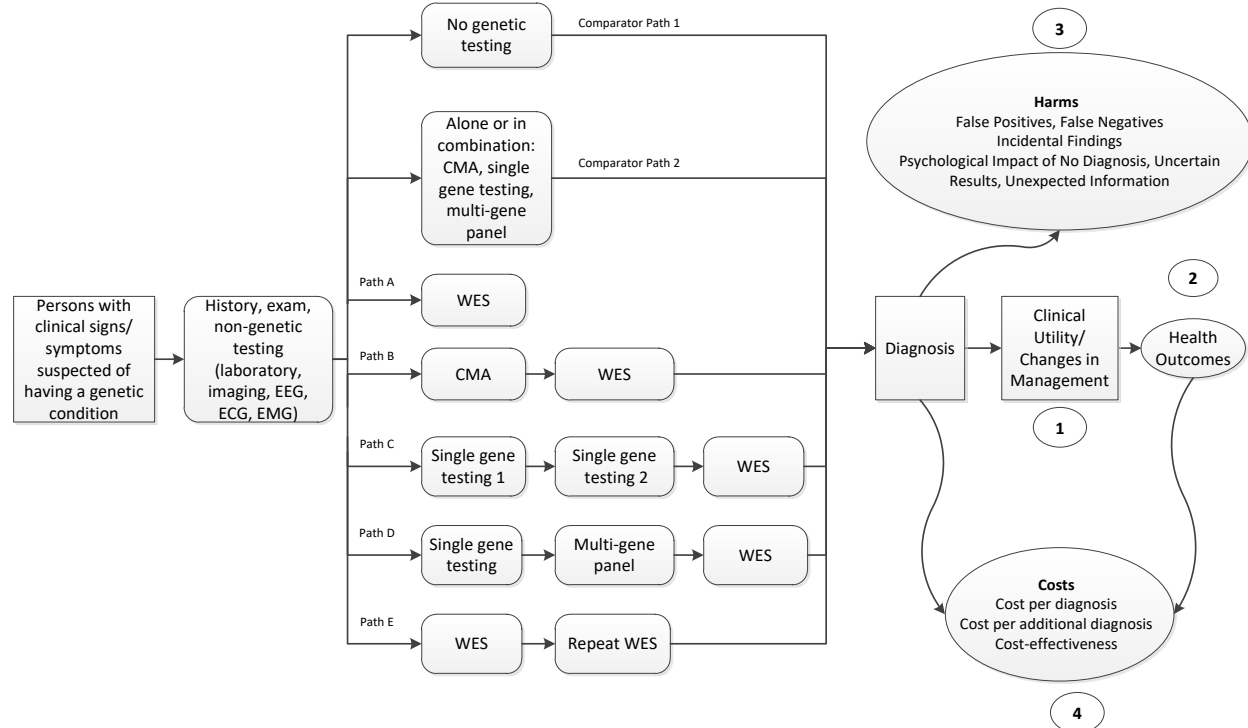 Persons with
clinical signs/
symptoms
suspected of
having a genetic
condition
History, exam,
non-genetic
testing
(laboratory,
imaging, EEG,
ECG, EMG)
No genetic
testing
Comparator Path 1
Alone or in
combination:
CMA, single
gene testing,
multi-gene
panel
Comparator Path 2
Path A
WES
Path B
CMA
WES
Path C
Single gene
testing 1
Single gene
testing 2
WES
Path D
Single gene
testing
Multi-gene
panel
WES
Path E
WES
Repeat WES
Diagnosis
Clinical
Utility/
Changes in
Management
1
2
Health
Outcomes
3
Harms
False Positives, False Negatives
Incidental Findings
Psychological Impact of No Diagnosis, Uncertain
Results, Unexpected Information
Costs
Cost per diagnosis
Cost per additional diagnosis
Cost-effectiveness
4